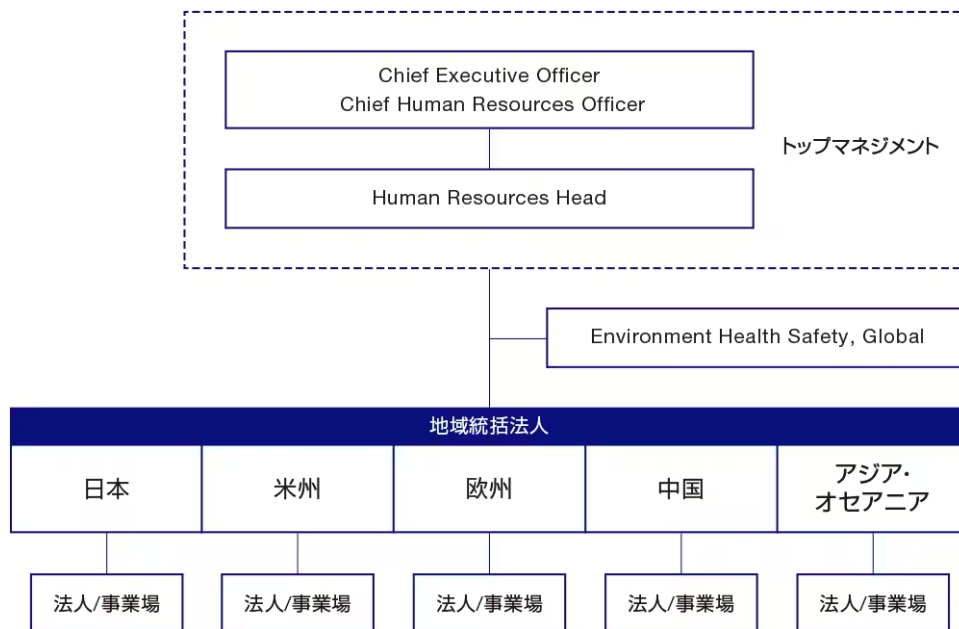 Chief Executive Officer
Chief Human Resources Officer
トップマネジメント
Human Resources Head
Environment Health Safety, Global
地域統括法人
日本
米州
欧州
中国
アジア・
オセアニア
法人/事業場
法人/事業場
法人/事業場
法人/事業場
法人/事業場